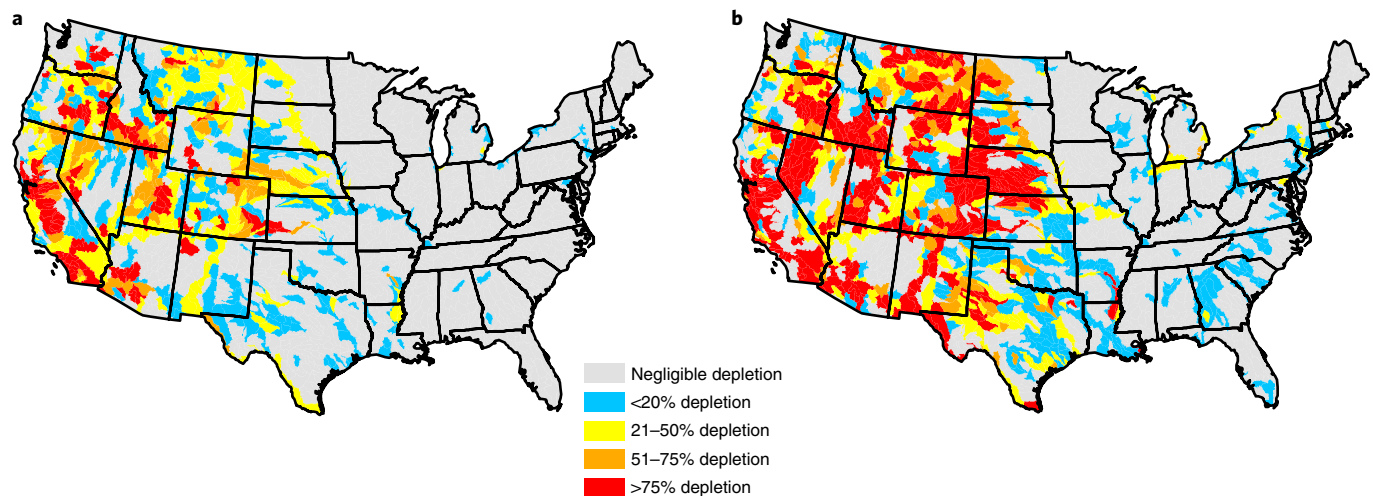 a
b
Negligible depletion
<20% depletion
21–50% depletion
51–75% depletion
>75% depletion